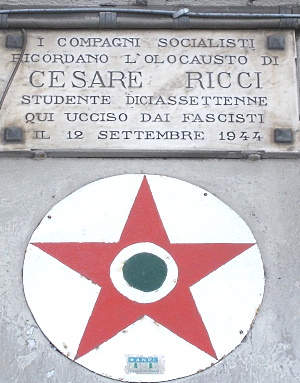 I COMPAGNI SOCIALISTI
RICORDANO L'OLOCAUSTO DI
CESARE RICCI
STUDENTE DICIASSETTENNE
QUI UCCISO DAI FASCISTI
IL 12 SETTEMBRE 1944